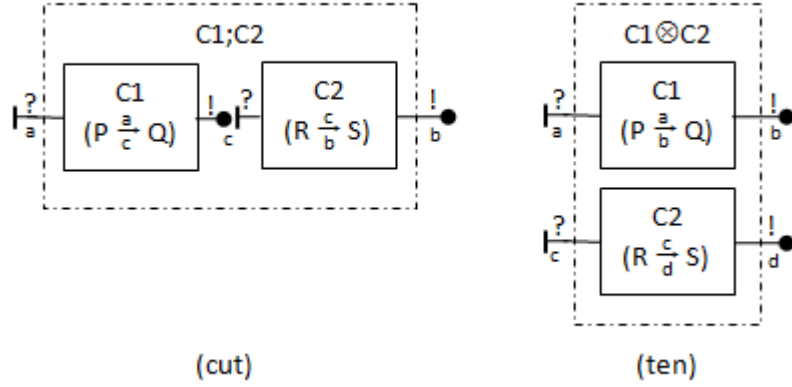 C1;C2
? C1 ! ? C2 !
a (P a/c→ Q) c (R c/b→ S) b
(cut)
C1⊗C2
? C1 !
a (P a/b→ Q) b
? C2 !
c (R c/d→ S) d
(ten)